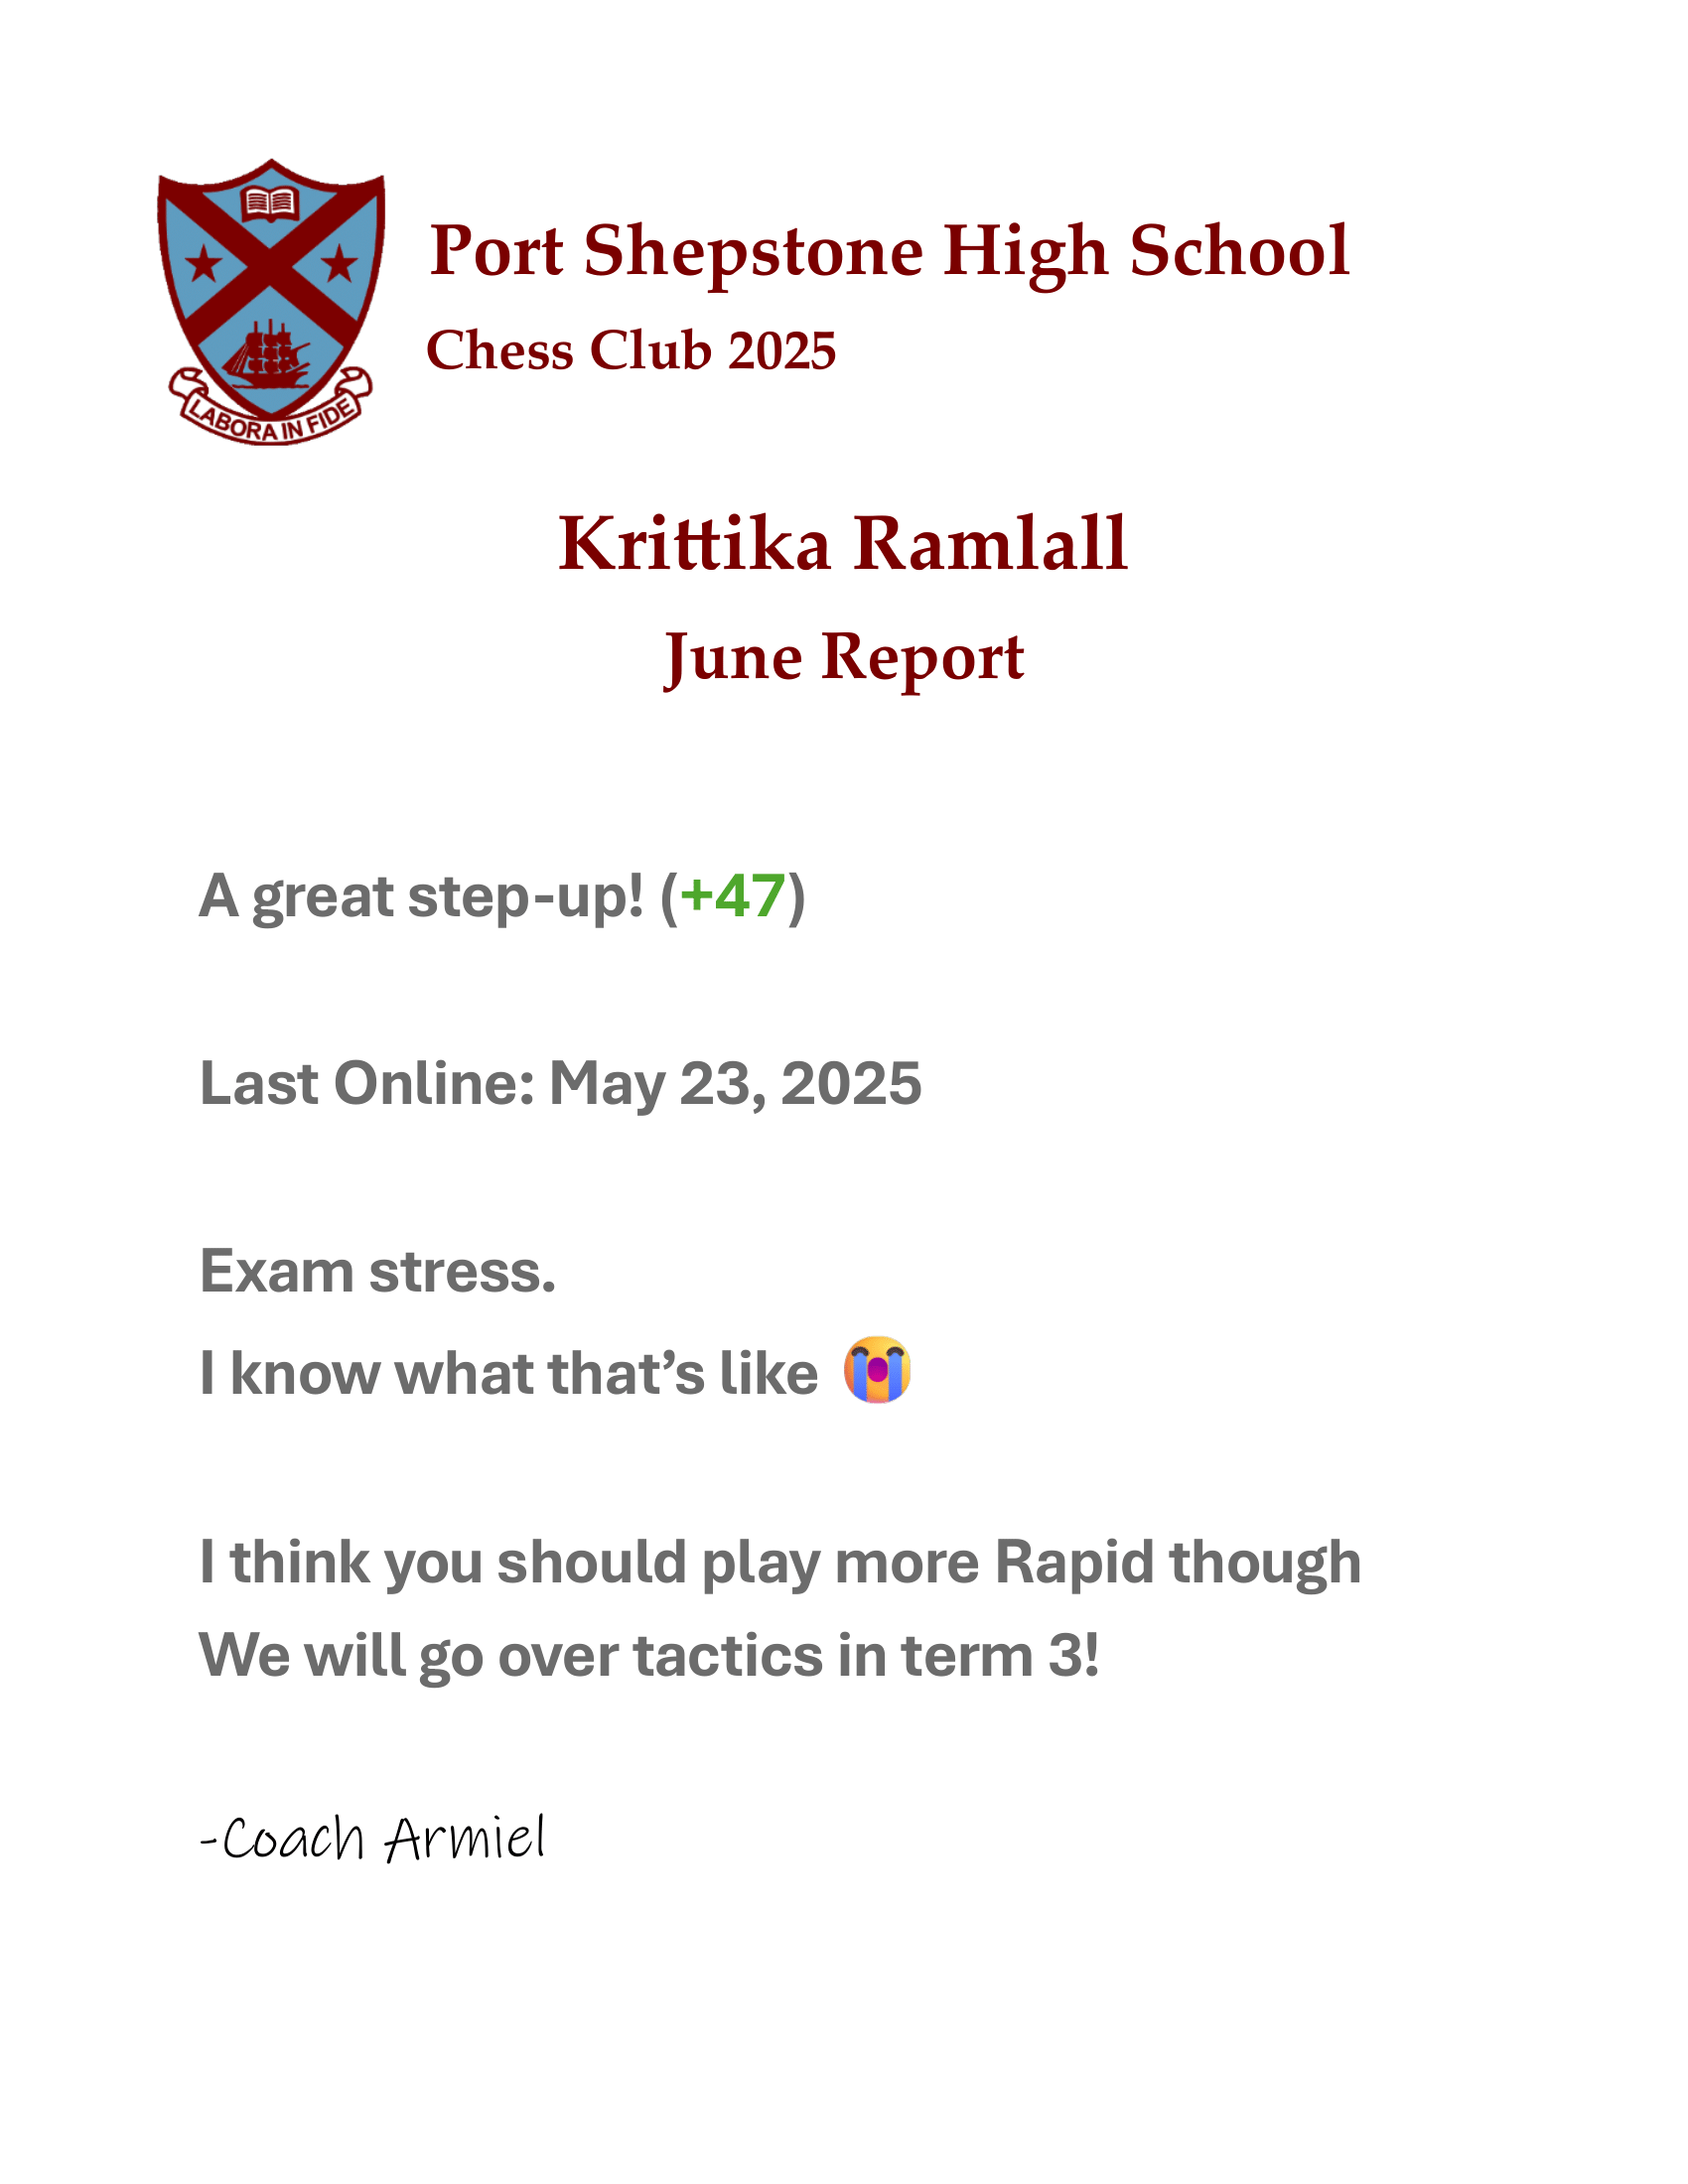 LABORA IN FIDE
Port Shepstone High School
Chess Club 2025
Krittika Ramlall
June Report
A great step-up! (+47)
Last Online: May 23, 2025
Exam stress.
I know what that’s like 😭
I think you should play more Rapid though
We will go over tactics in term 3!
-Coach Armiel